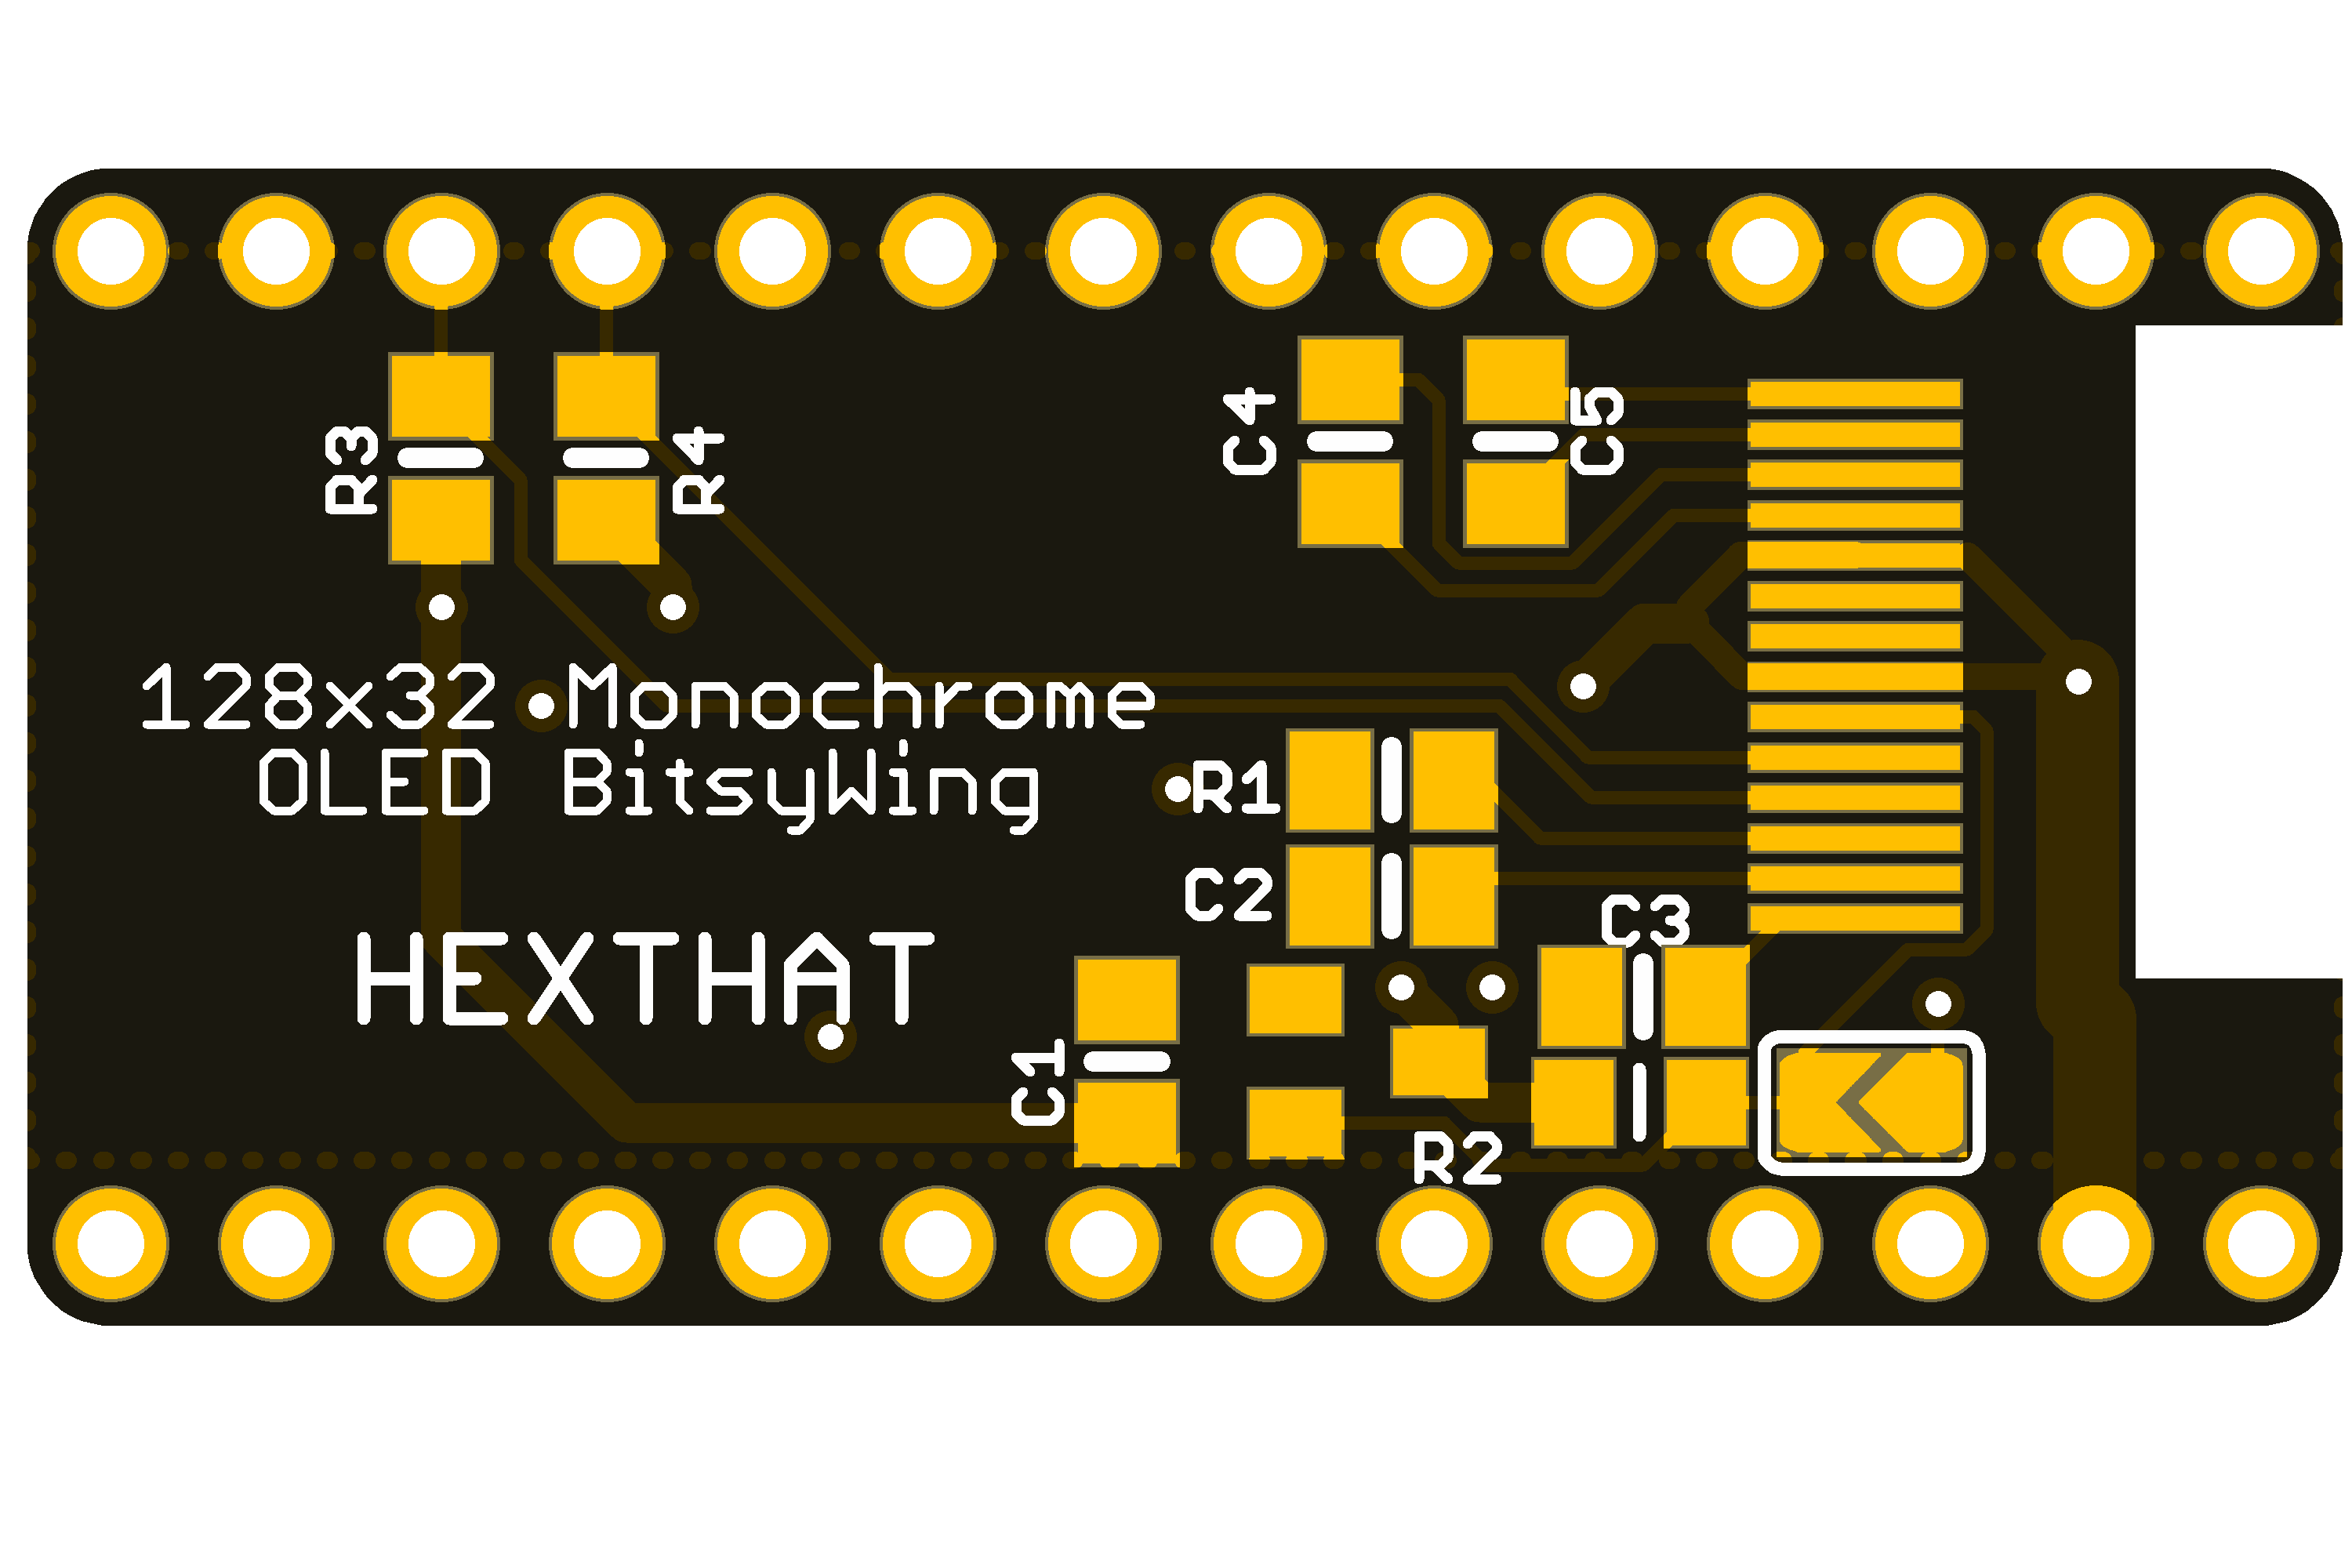 C4
C5
R3
R4
128x32 Monochrome
OLED BitsyWing
R1
C2
C3
HEXTHAT
C1
R2